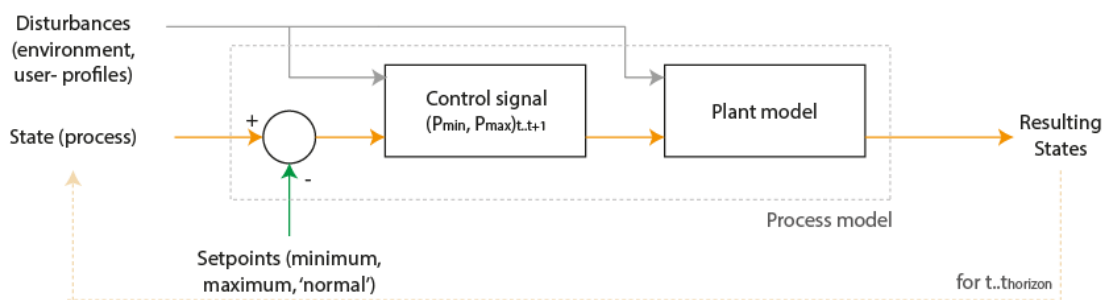 Disturbances
(environment,
user- profiles)
Control signal
(Pmin, Pmax)t..t+1
Plant model
+
State (process)
Resulting
States
-
Process model
Setpoints (minimum,
maximum, ‘normal’)
for t..thorizon